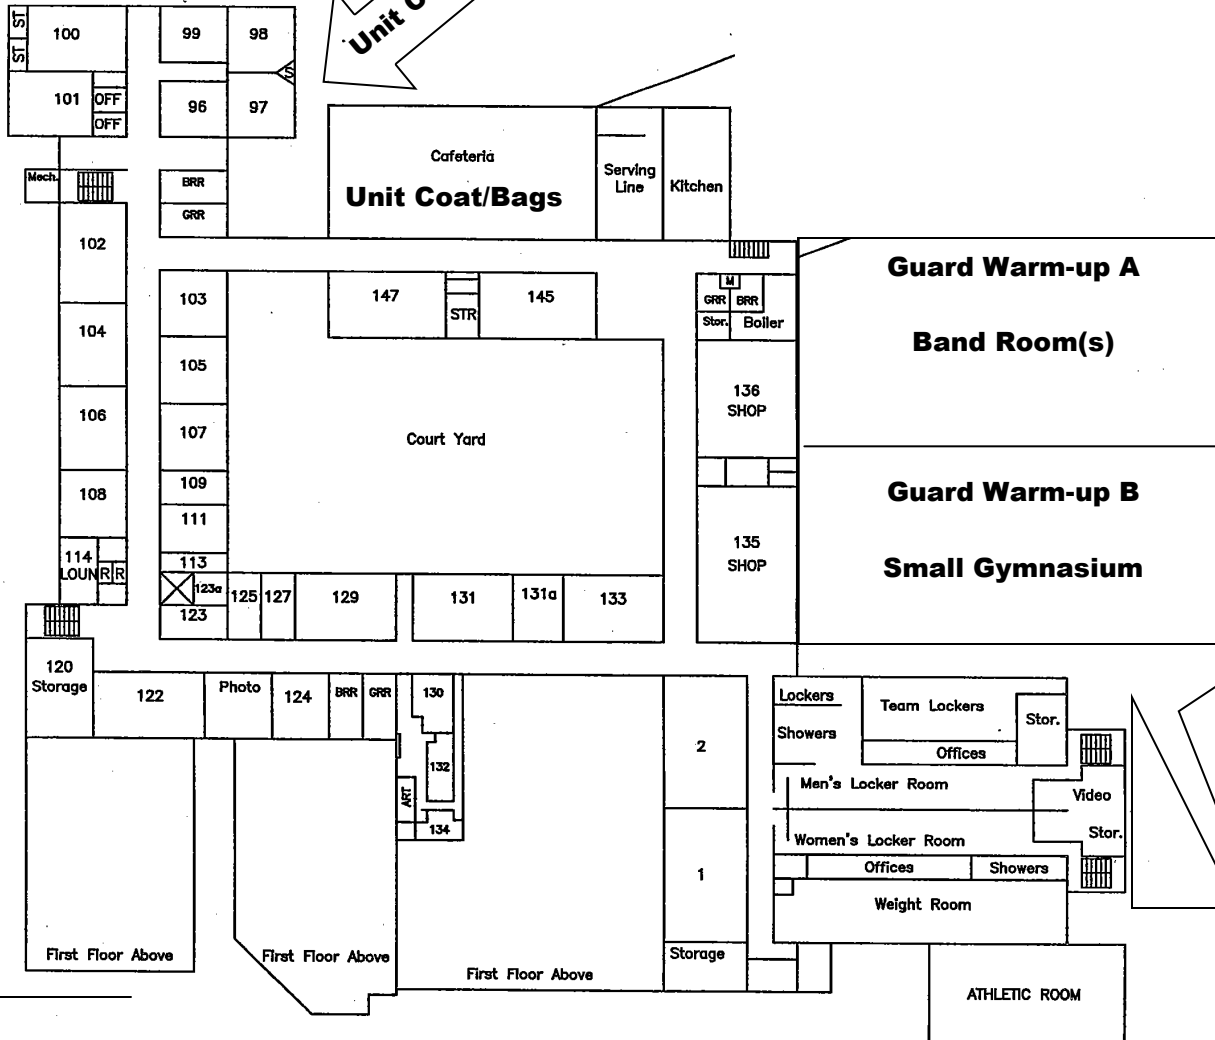 Unit
ST
100
99
98
ST
S
101
OFF
96
97
OFF
Cafeteria
Unit Coat/Bags
Serving
Line
Kitchen
Mech.
BRR
GRR
102
Guard Warm-up A
Band Room(s)
103
147
STR
145
M
GRR
BRR
Stor.
Boiler
104
105
136
SHOP
106
107
Court Yard
108
109
111
Guard Warm-up B
Small Gymnasium
135
SHOP
113
114
LOUN
R
R
123a
123
125
127
129
131
131a
133
120
Storage
122
Photo
124
BRR
GRR
130
132
ART
134
2
1
Storage
Lockers
Showers
Team Lockers
Stor.
Offices
Men's Locker Room
Video
Stor.
Women's Locker Room
Offices
Showers
Weight Room
First Floor Above
First Floor Above
First Floor Above
ATHLETIC ROOM